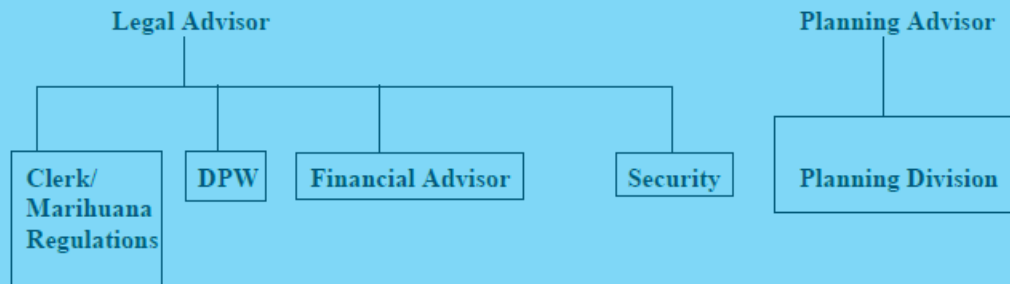 Legal Advisor
Planning Advisor
Clerk/
Marihuana
Regulations
DPW
Financial Advisor
Security
Planning Division